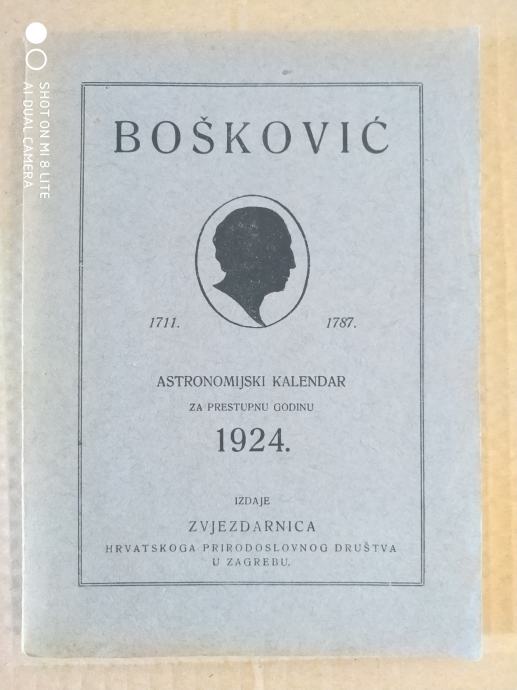 BOŠKOVIĆ
1711. 1787.
ASTRONOMIJSKI KALENDAR
ZA PRESTUPNU GODINU
1924.
IZDAJE
ZVJEZDARNICA
HRVATSKOGA PRIRODOSLOVNOG DRUŠTVA
U ZAGREBU.
SHOT ON MI 8 LITE
AI DUAL CAMERA